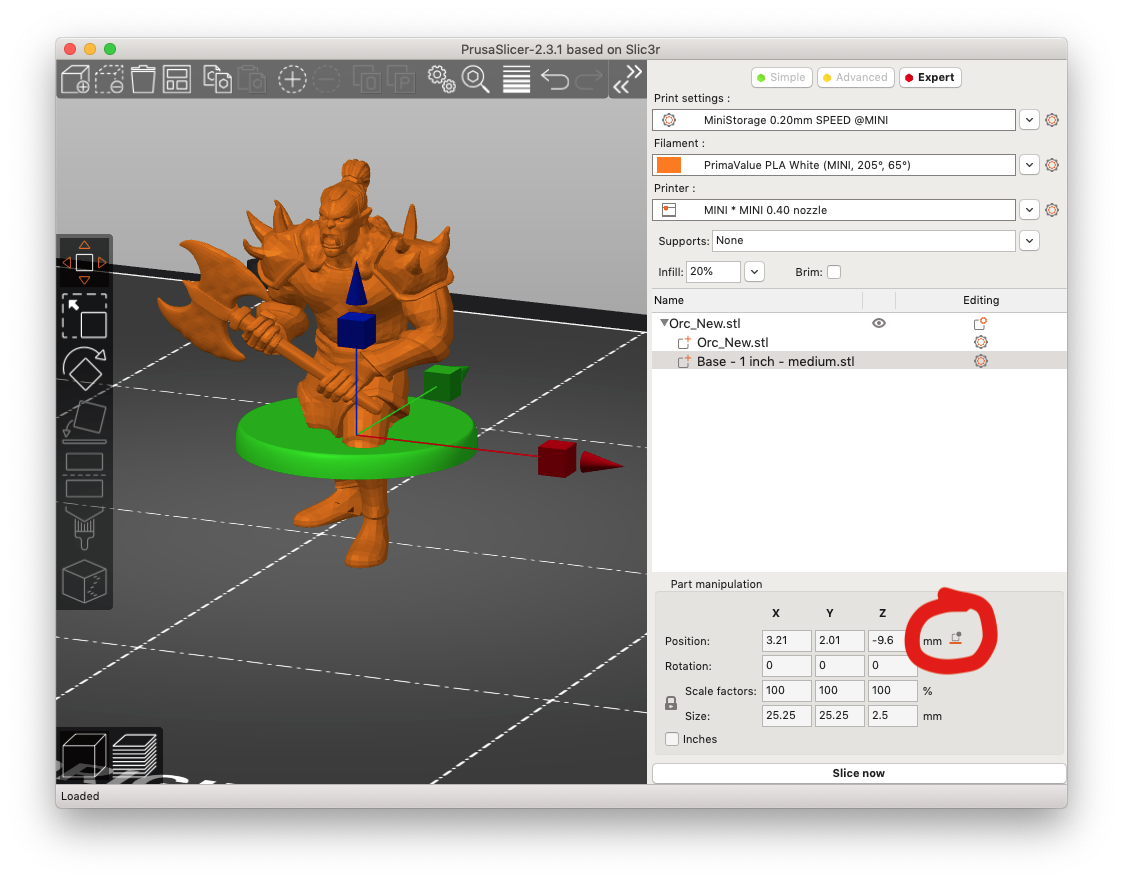 PrusaSlicer-2.3.1 based on Slic3r
Simple Advanced Expert
Print settings :
MiniStorage 0.20mm SPEED @MINI
Filament :
PrimaValue PLA White (MINI, 205°, 65°)
Printer :
MINI * MINI 0.40 nozzle
Supports: None
Infill: 20% Brim:
Name Editing
Orc_New.stl
Orc_New.stl
Base - 1 inch - medium.stl
Part manipulation
X Y Z
Position: 3.21 2.01 -9.6 mm
Rotation: 0 0 0
Scale factors: 100 100 100 %
Size: 25.25 25.25 2.5 mm
Inches
Slice now
Loaded